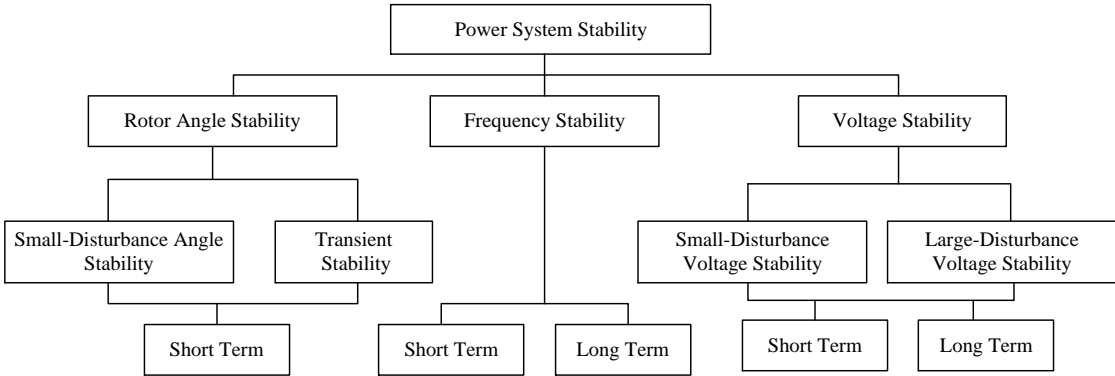 Power System Stability
Rotor Angle Stability
Frequency Stability
Voltage Stability
Small-Disturbance Angle
Stability
Transient
Stability
Small-Disturbance
Voltage Stability
Large-Disturbance
Voltage Stability
Short Term
Short Term
Long Term
Short Term
Long Term